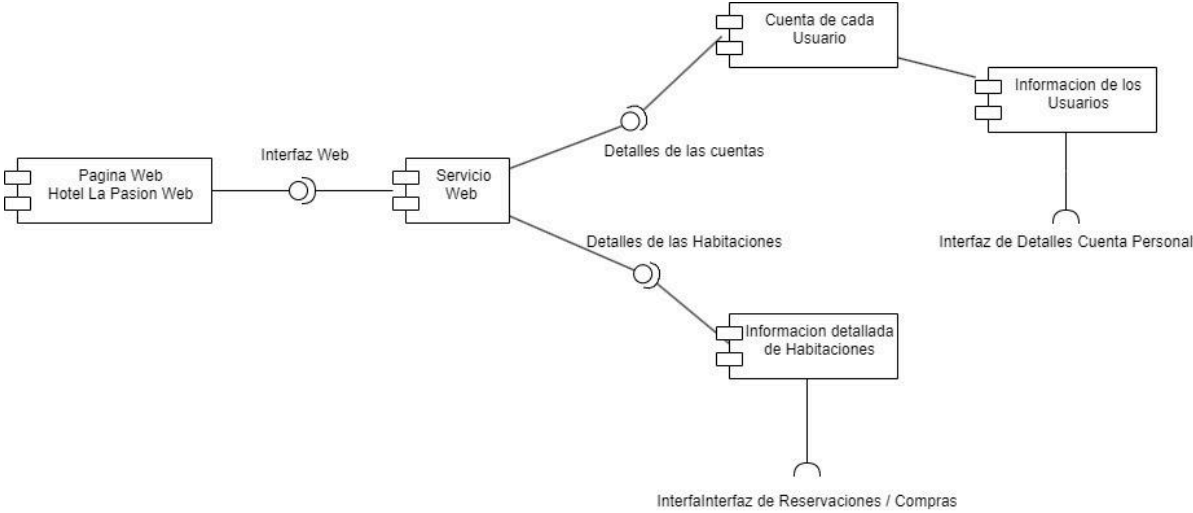 Cuenta de cada
Usuario
Informacion de los
Usuarios
Detalles de las cuentas
Interfaz Web
Pagina Web
Hotel La Pasion Web
Servicio
Web
Detalles de las Habitaciones
Interfaz de Detalles Cuenta Personal
Informacion detallada
de Habitaciones
InterfaInterfaz de Reservaciones / Compras